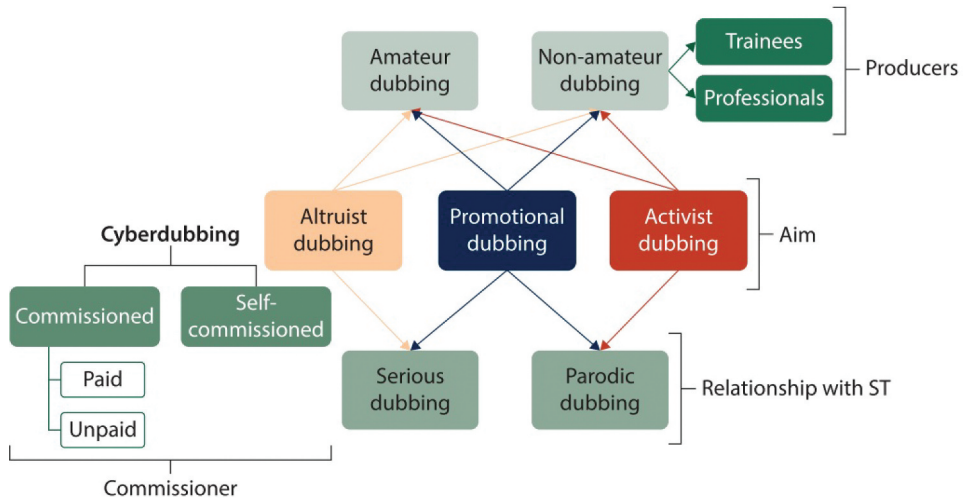 Amateur
dubbing
Non-amateur
dubbing
Trainees
Professionals
Producers
Altruist
dubbing
Promotional
dubbing
Activist
dubbing
Aim
Cyberdubbing
Commissioned
Self-
commissioned
Paid
Unpaid
Commissioner
Serious
dubbing
Parodic
dubbing
Relationship with ST